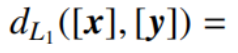 d_{L_1}([x], [y]) =